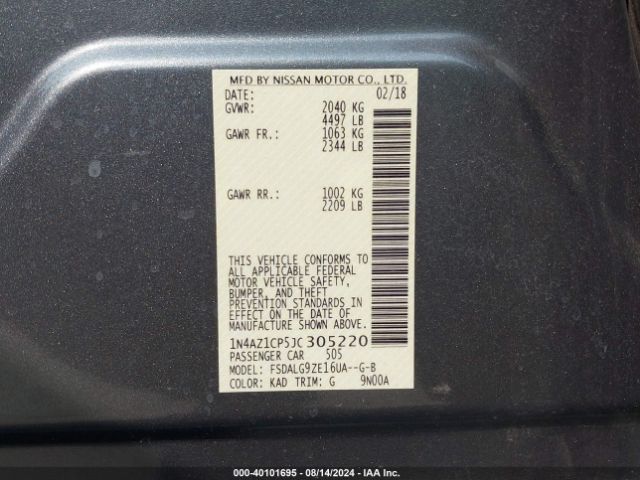 MFD BY NISSAN MOTOR CO., LTD.
DATE: 02/18
GVWR: 2040 KG
4497 LB
GAWR FR.: 1063 KG
2344 LB
GAWR RR.: 1002 KG
2209 LB
THIS VEHICLE CONFORMS TO
ALL APPLICABLE FEDERAL
MOTOR VEHICLE SAFETY,
BUMPER, AND THEFT
PREVENTION STANDARDS IN
EFFECT ON THE DATE OF
MANUFACTURE SHOWN ABOVE.
1N4AZ1CP5JC305220
PASSENGER CAR 505
MODEL: FSDALG9ZE16UA--G-B
COLOR: KAD TRIM: G 9N00A
000-40101695 - 08/14/2024 - IAA Inc.